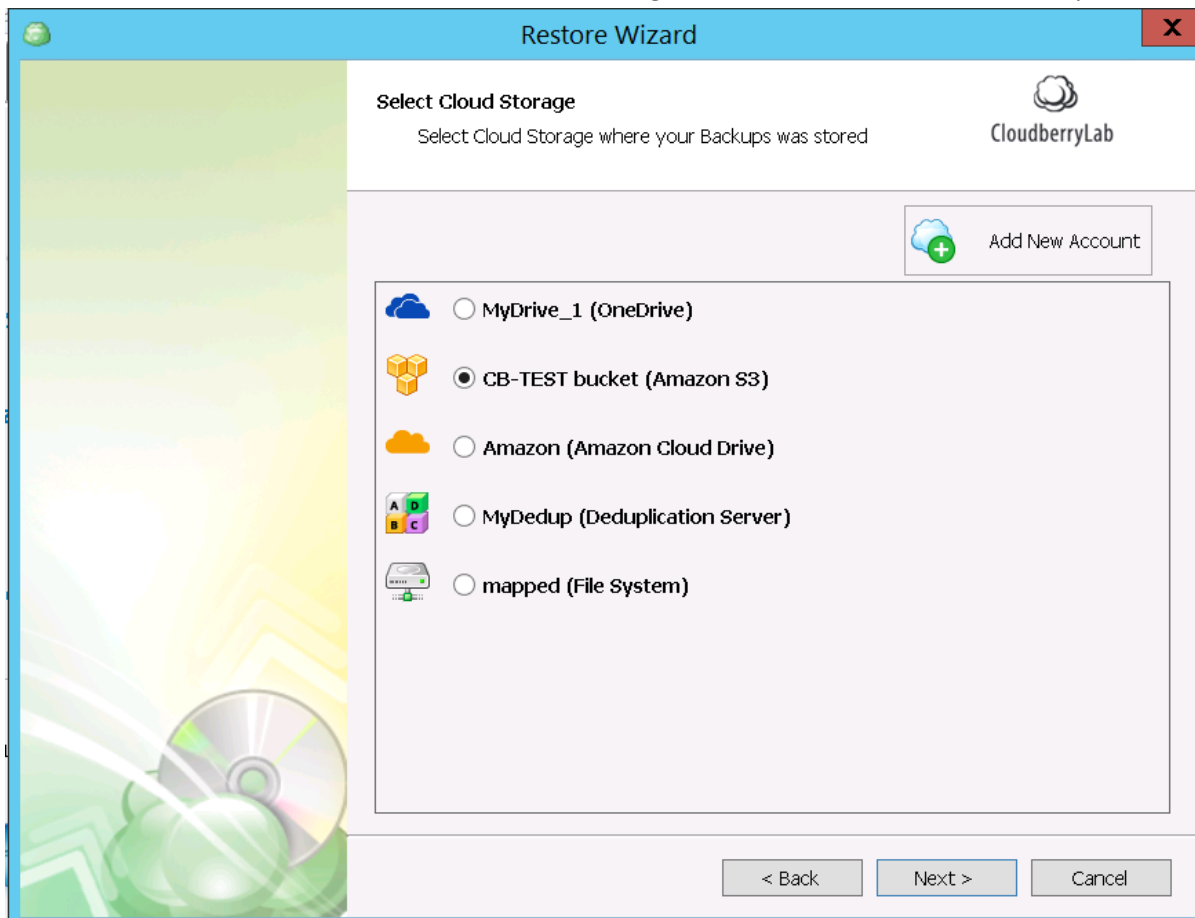 Restore Wizard
X
Select Cloud Storage
Select Cloud Storage where your Backups was stored
CloudberryLab
Add New Account
MyDrive_1 (OneDrive)
CB-TEST bucket (Amazon S3)
Amazon (Amazon Cloud Drive)
A D
B C
MyDedup (Deduplication Server)
mapped (File System)
< Back
Next >
Cancel